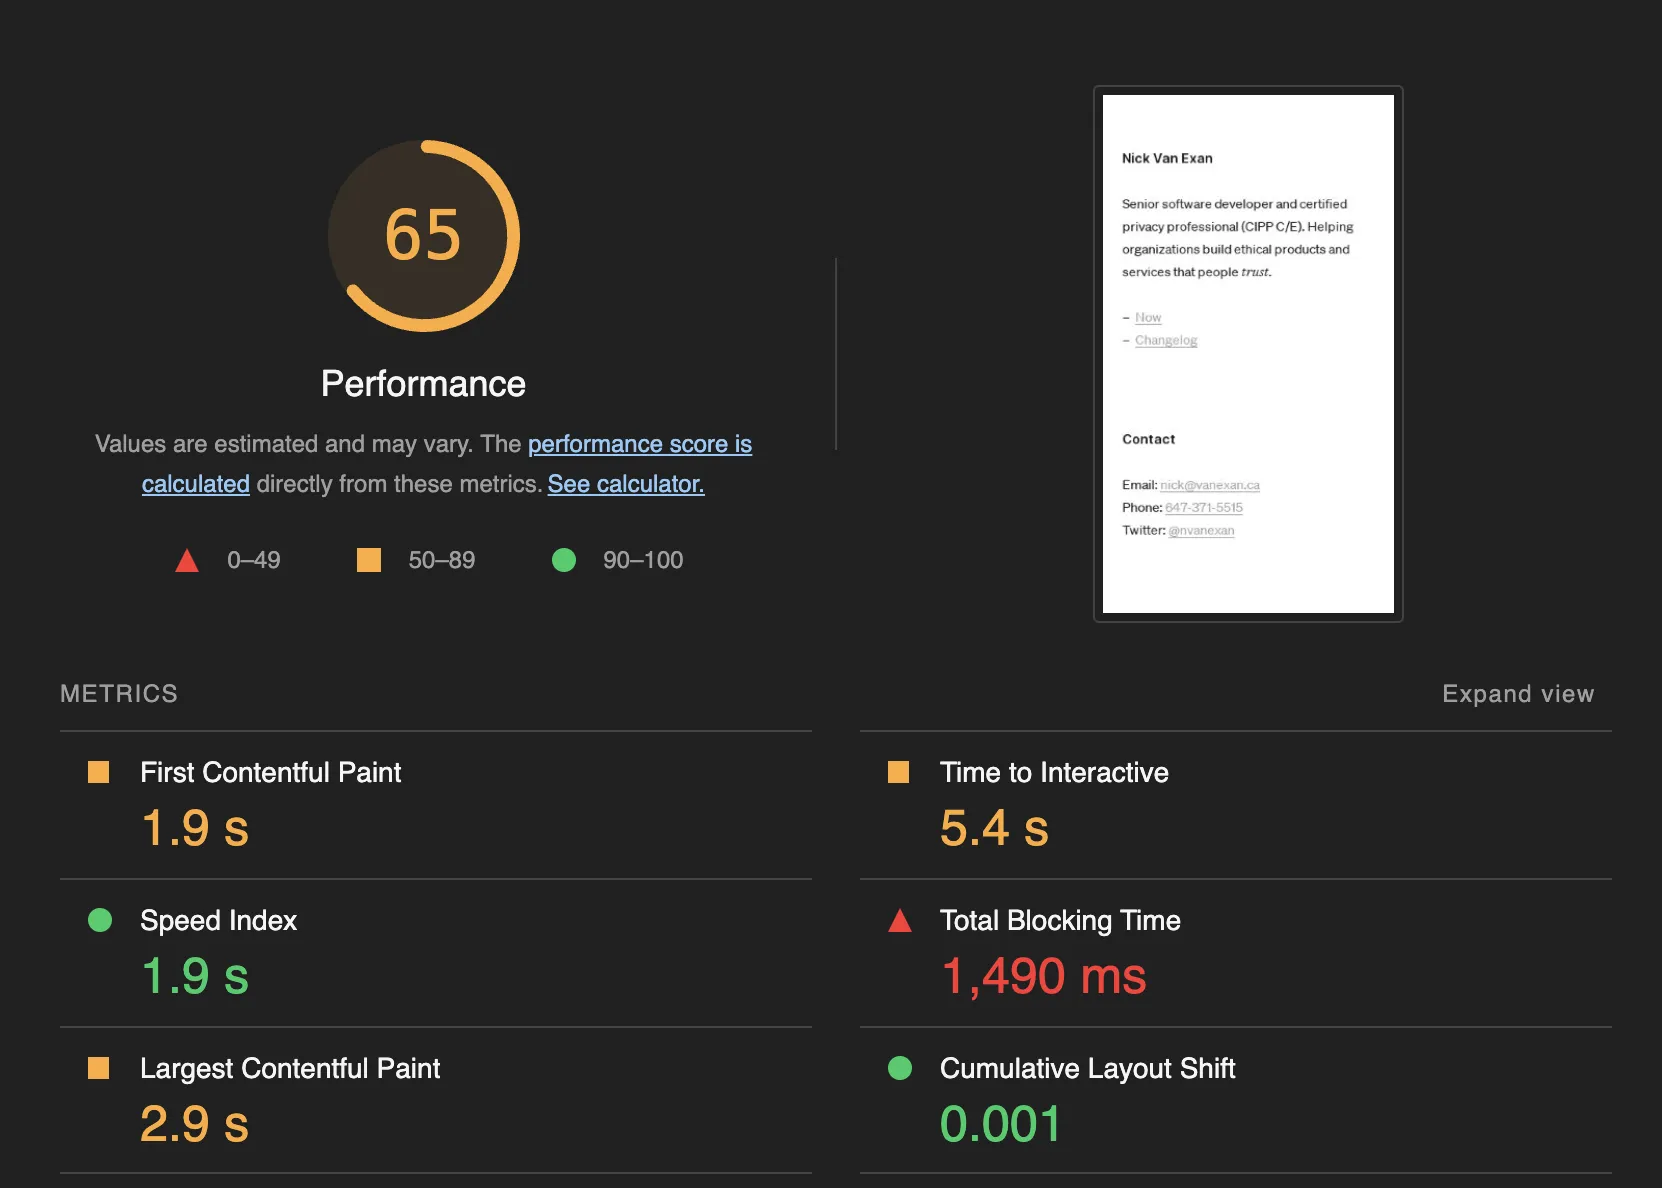 65
Performance
Values are estimated and may vary. The performance score is
calculated directly from these metrics. See calculator.
0–49
50–89
90–100
Nick Van Exan
Senior software developer and certified
privacy professional (CIPP C/E). Helping
organizations build ethical products and
services that people trust.
– Now
– Changelog
Contact
Email: nick@vanexan.ca
Phone: 647-371-5515
Twitter: @nvanexan
METRICS
Expand view
First Contentful Paint
1.9 s
Time to Interactive
5.4 s
Speed Index
1.9 s
Total Blocking Time
1,490 ms
Largest Contentful Paint
2.9 s
Cumulative Layout Shift
0.001